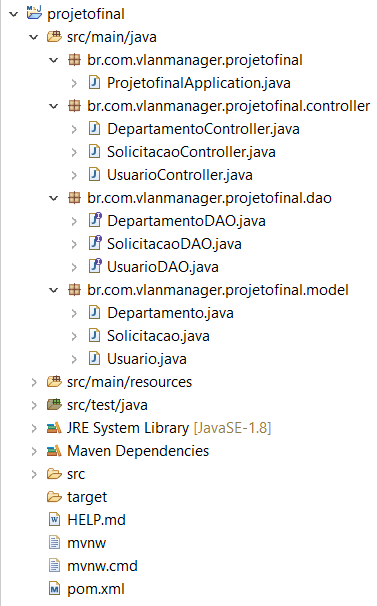 projetofinal
src/main/java
br.com.vlanmanager.projetofinal
ProjetofinalApplication.java
br.com.vlanmanager.projetofinal.controller
DepartamentoController.java
SolicitacaoController.java
UsuarioController.java
br.com.vlanmanager.projetofinal.dao
DepartamentoDAO.java
SolicitacaoDAO.java
UsuarioDAO.java
br.com.vlanmanager.projetofinal.model
Departamento.java
Solicitacao.java
Usuario.java
src/main/resources
src/test/java
JRE System Library [JavaSE-1.8]
Maven Dependencies
src
target
HELP.md
mvnw
mvnw.cmd
pom.xml